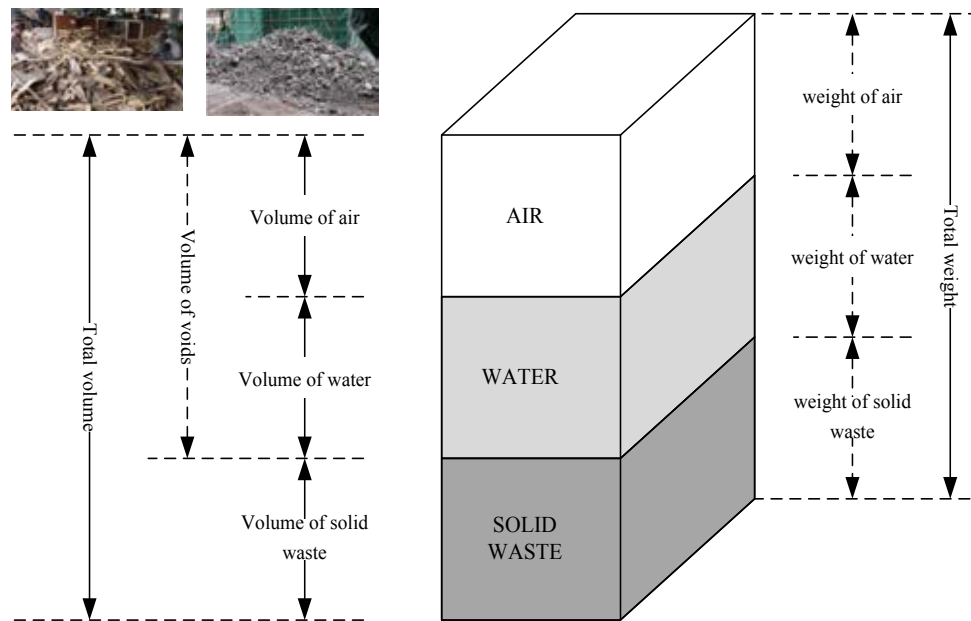 weight of air
Volume of air
AIR
Total weight
weight of water
Volume of voids
Total volume
Volume of water
WATER
weight of solid
waste
Volume of solid
waste
SOLID
WASTE